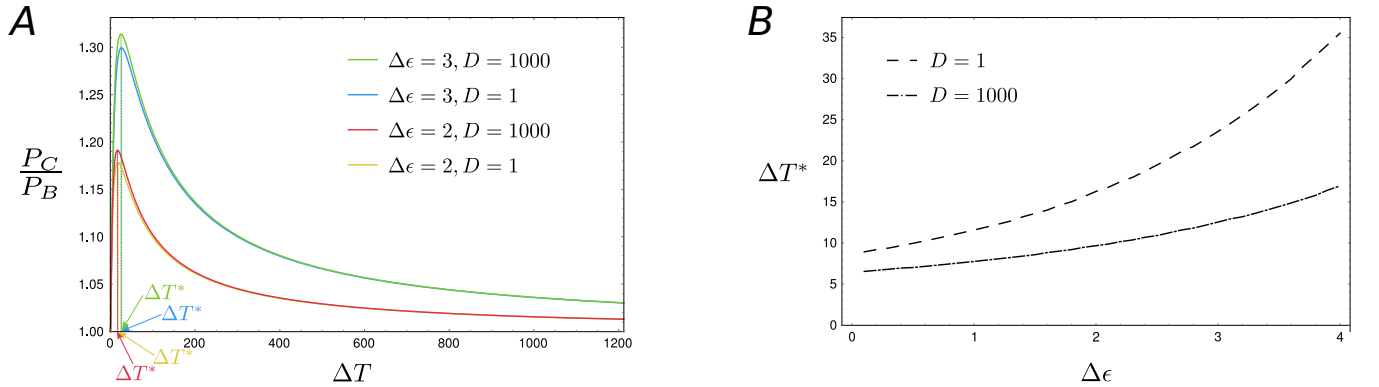 A
1.30
1.25
1.20
1.15
1.10
1.05
1.00
P_C
P_B
Δϵ = 3, D = 1000
Δϵ = 3, D = 1
Δϵ = 2, D = 1000
Δϵ = 2, D = 1
ΔT*
ΔT*
ΔT*
ΔT*
0 200 400 600 800 1000 1200
ΔT
B
35
30
25
20
15
10
5
0
ΔT*
D = 1
D = 1000
0 1 2 3 4
Δϵ